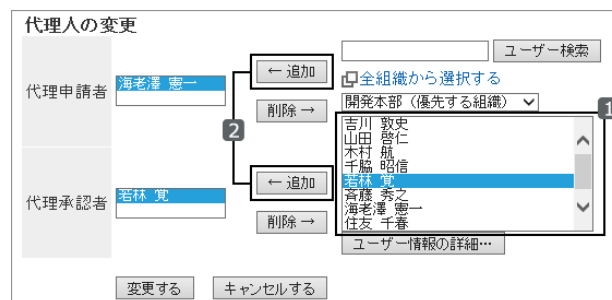 代理人の変更
ユーザー検索
← 追加
全組織から選択する
代理申請者
海老澤 憲一
削除 →
開発本部 (優先する組織)
1
吉川 敦史
山田 啓仁
木村 航
千脇 昭信
若林 覚
斉藤 秀之
海老澤 憲一
住友 千春
2
代理承認者
若林 覚
← 追加
削除 →
ユーザー情報の詳細…
変更する
キャンセルする